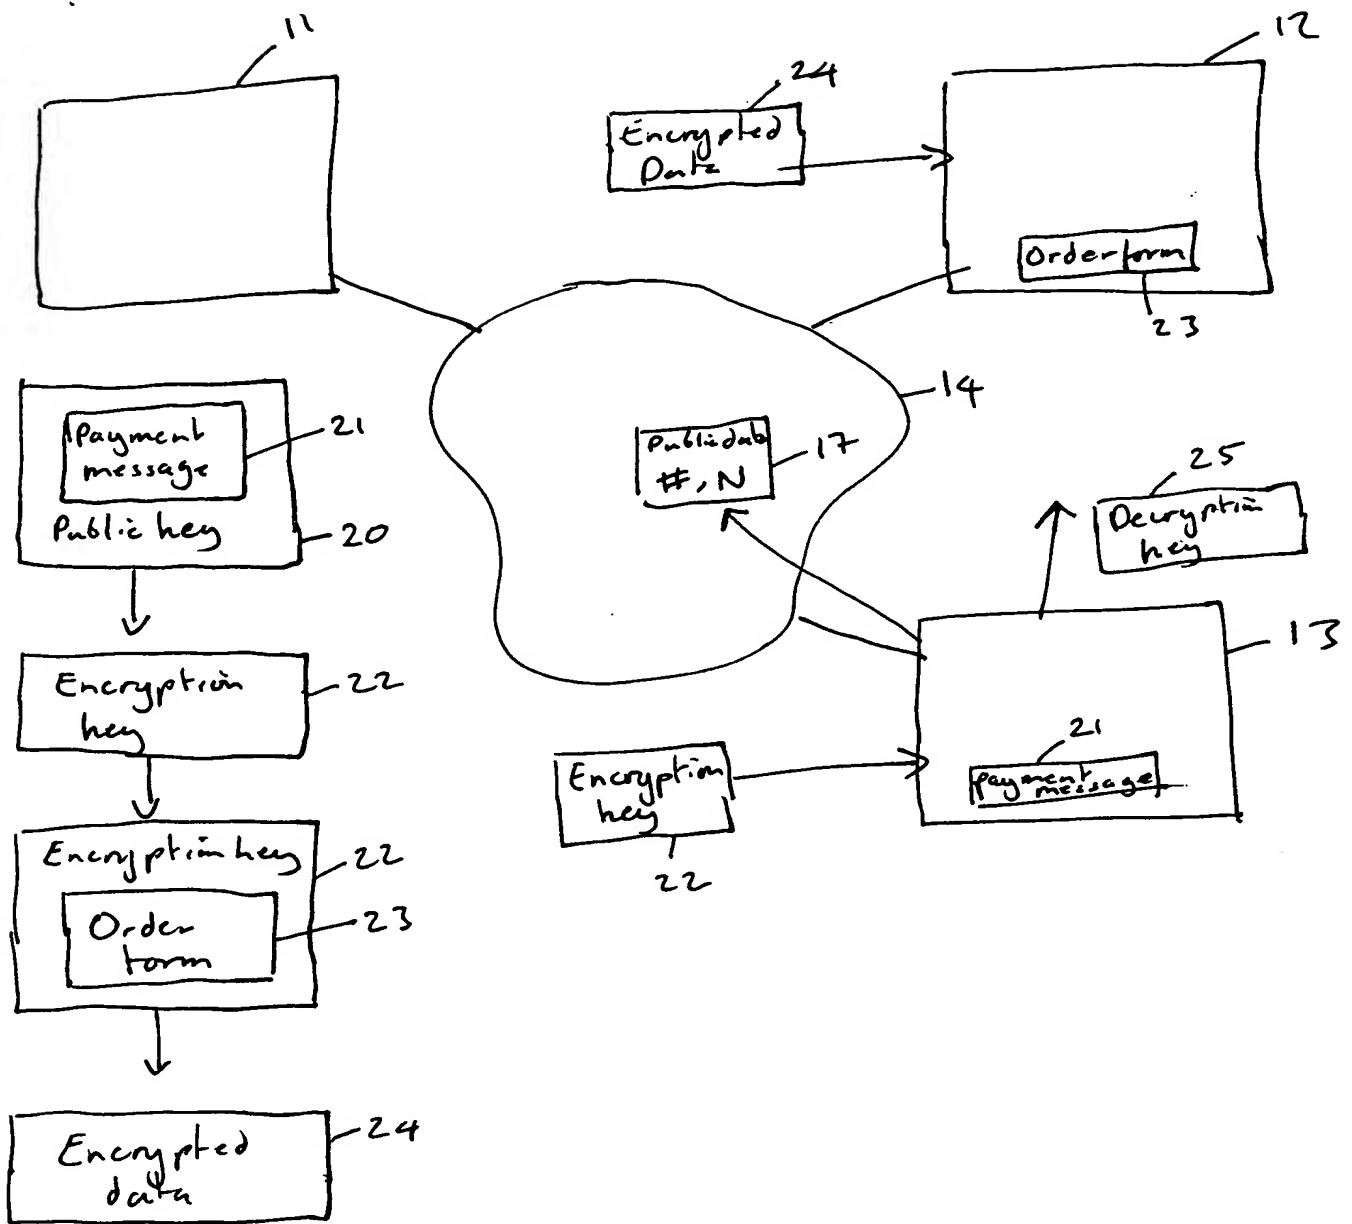 11
12
24
Encrypted
Data
Order form
23
14
Payment
message
21
Public key
20
Public data
#, N
17
25
Decryption
key
13
Encryption
key
22
21
payment
message
Encryption
key
22
Encryption key
22
Order
form
23
Encrypted
data
24